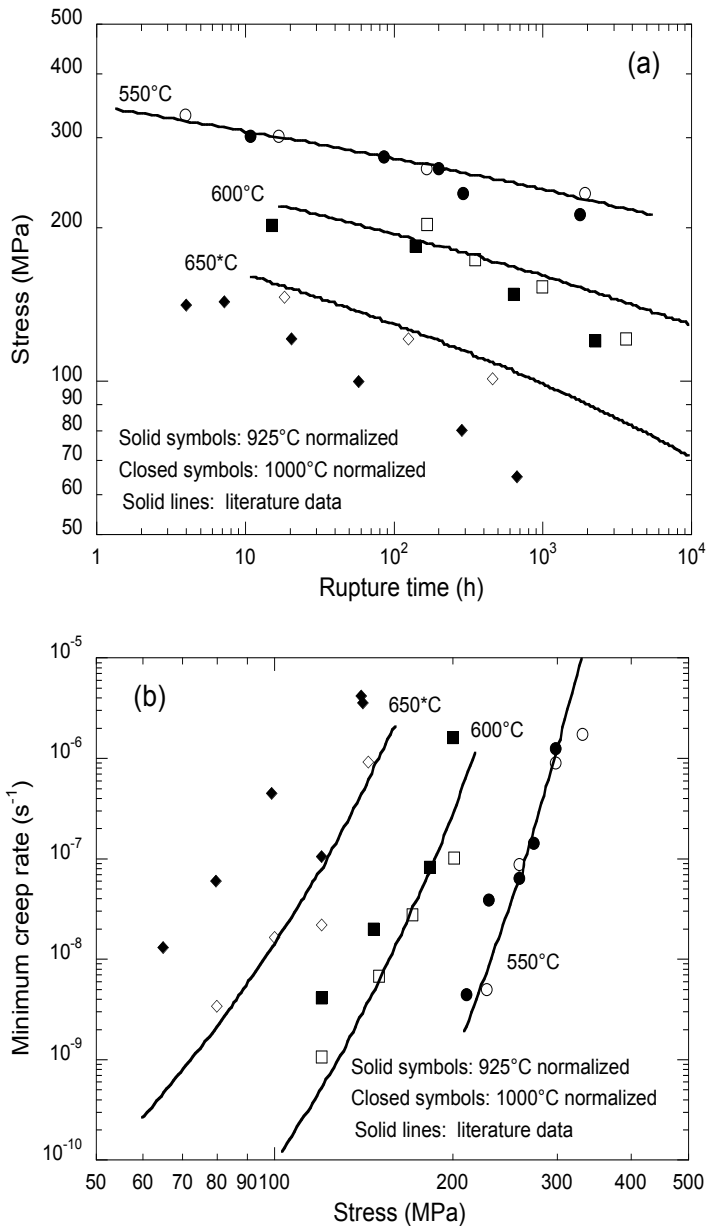 500
400
300
200
100
90
80
70
60
50
Stress (MPa)
(a)
550°C
600°C
650*C
Solid symbols: 925°C normalized
Closed symbols: 1000°C normalized
Solid lines: literature data
1 10 10² 10³ 10⁴
Rupture time (h)
10⁻⁵
10⁻⁶
10⁻⁷
10⁻⁸
10⁻⁹
10⁻¹⁰
Minimum creep rate (s⁻¹)
(b)
650*C
600°C
550°C
Solid symbols: 925°C normalized
Closed symbols: 1000°C normalized
Solid lines: literature data
50 60 70 80 90 100 200 300 400 500
Stress (MPa)